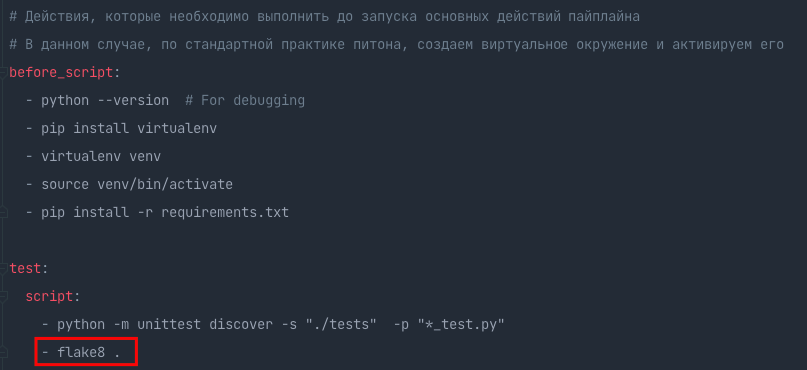 # Действия, которые необходимо выполнить до запуска основных действий пайплайна
# В данном случае, по стандартной практике питона, создаем виртуальное окружение и активируем его
before_script:
  - python --version  # For debugging
  - pip install virtualenv
  - virtualenv venv
  - source venv/bin/activate
  - pip install -r requirements.txt

test:
  script:
    - python -m unittest discover -s "./tests"  -p "*_test.py"
    - flake8 .